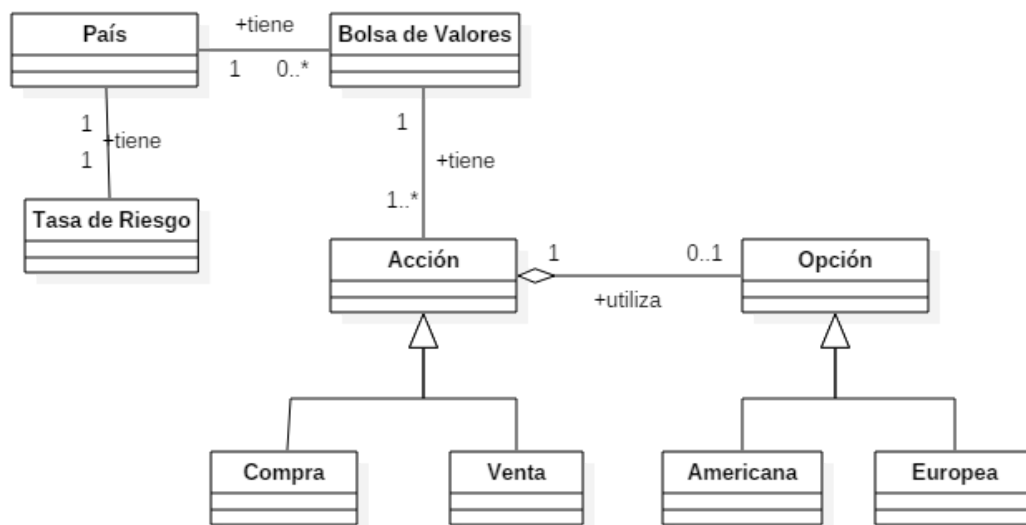 País
+tiene
1
0..*
Bolsa de Valores
1
+tiene
1
1
+tiene
1..*
Tasa de Riesgo
Acción
1
0..1
+utiliza
Opción
Compra
Venta
Americana
Europea